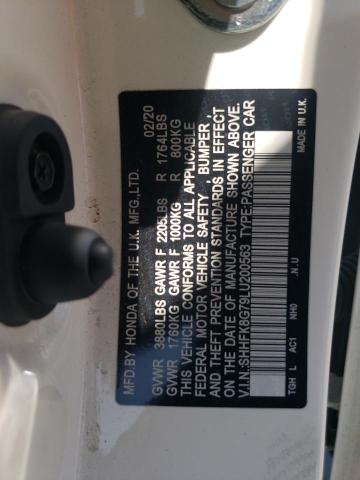 MFD.BY HONDA OF THE U.K. MFG.,LTD. 02/20
GVWR 3880LBS GAWR F 2205LBS R 1764LBS
GVWR 1760KG GAWR F 1000KG R 800KG
THIS VEHICLE CONFORMS TO ALL APPLICABLE
FEDERAL MOTOR VEHICLE SAFETY, BUMPER,
AND THEFT PREVENTION STANDARDS IN EFFECT
ON THE DATE OF MANUFACTURE SHOWN ABOVE.
V.I.N.:SHHFK8G79LU200563 TYPE:PASSENGER CAR
N.U
TGH L AC1 NH0 MADE IN U.K.